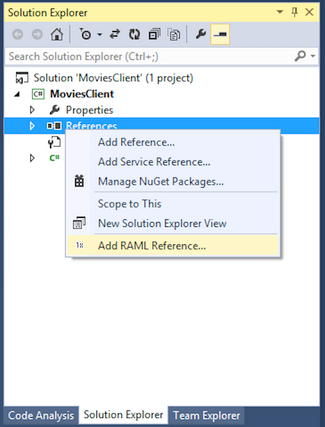 Solution Explorer
Search Solution Explorer (Ctrl+;)
Solution 'MoviesClient' (1 project)
C# MoviesClient
Properties
References
Add Reference...
Add Service Reference...
Manage NuGet Packages...
Scope to This
New Solution Explorer View
Add RAML Reference...
Code Analysis Solution Explorer Team Explorer